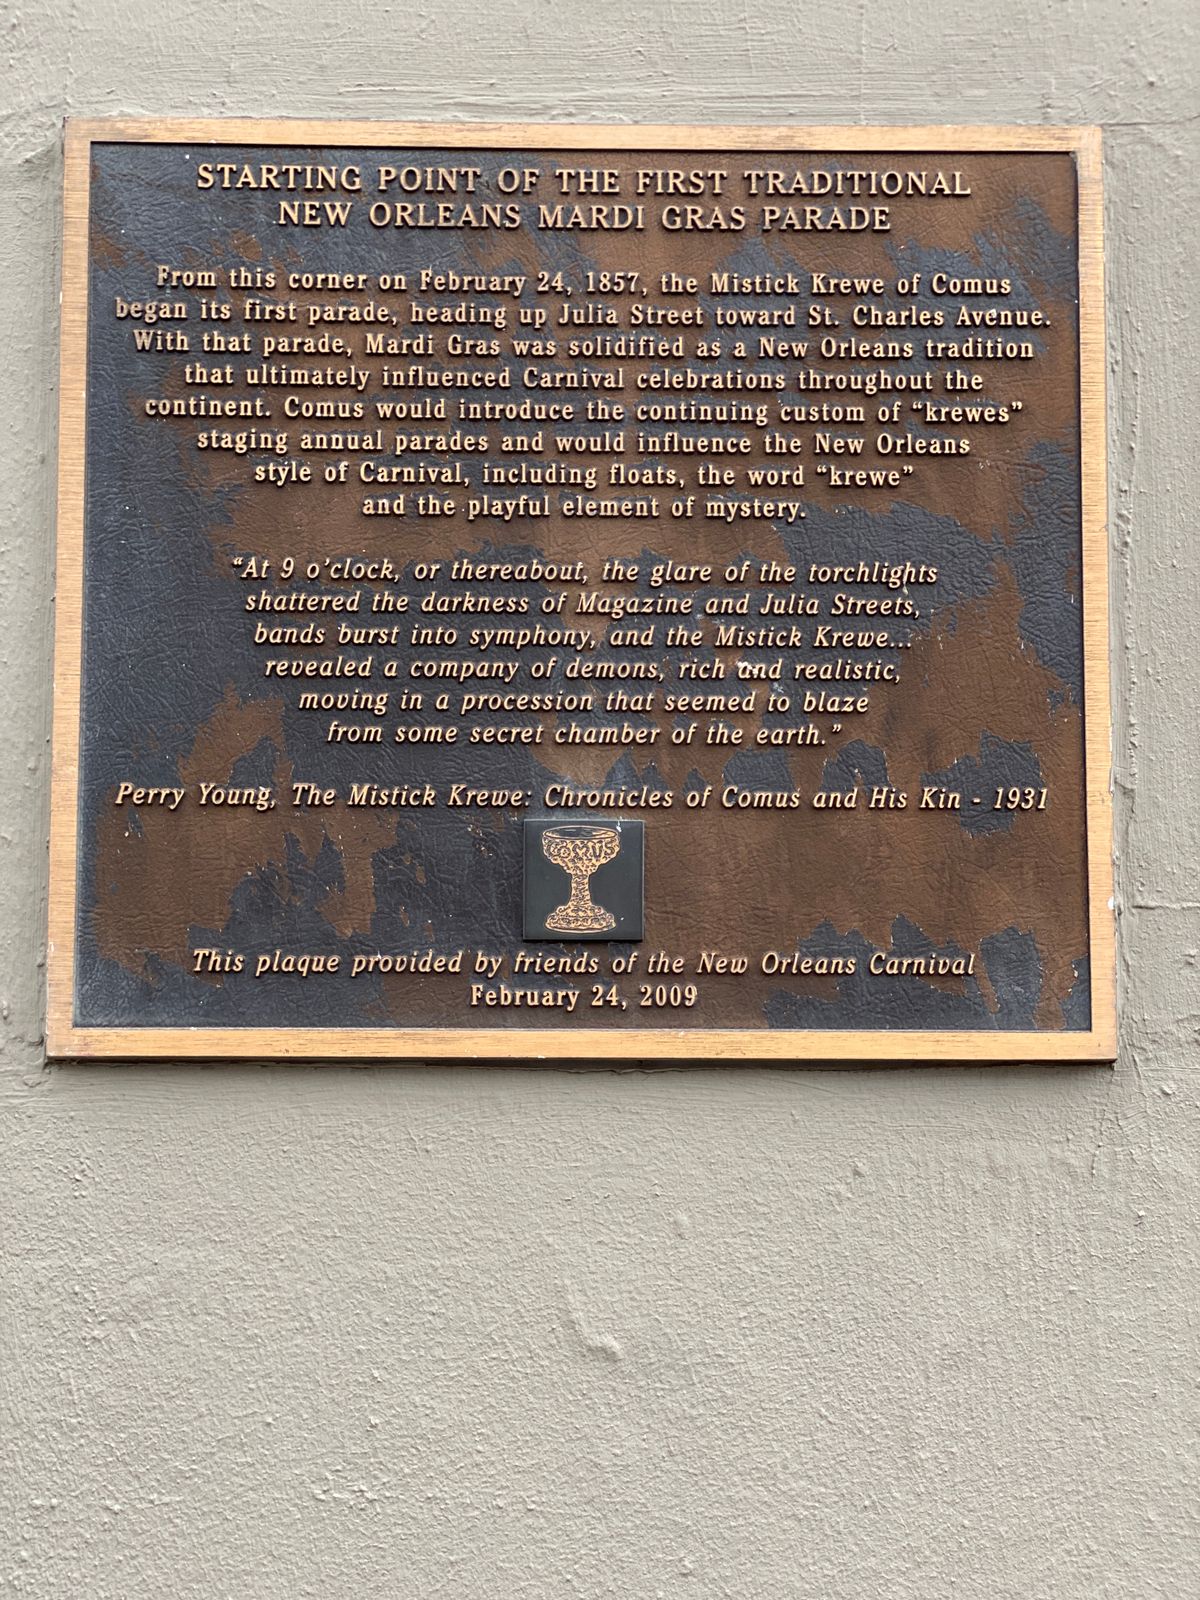 STARTING POINT OF THE FIRST TRADITIONAL
NEW ORLEANS MARDI GRAS PARADE
From this corner on February 24, 1857, the Mistick Krewe of Comus
began its first parade, heading up Julia Street toward St. Charles Avenue.
With that parade, Mardi Gras was solidified as a New Orleans tradition
that ultimately influenced Carnival celebrations throughout the
continent. Comus would introduce the continuing custom of “krewes”
staging annual parades and would influence the New Orleans
style of Carnival, including floats, the word “krewe”
and the playful element of mystery.
“At 9 o’clock, or thereabout, the glare of the torchlights
shattered the darkness of Magazine and Julia Streets,
bands burst into symphony, and the Mistick Krewe...
revealed a company of demons, rich and realistic,
moving in a procession that seemed to blaze
from some secret chamber of the earth.”
Perry Young, The Mistick Krewe: Chronicles of Comus and His Kin - 1931
COMUS
This plaque provided by friends of the New Orleans Carnival
February 24, 2009